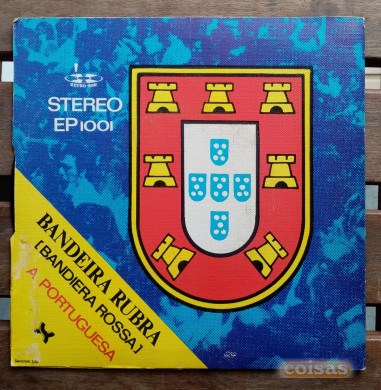 STEREO
EP 1001
BANDEIRA RUBRA
[BANDIERA ROSSA]
A PORTUGUESA
coisas